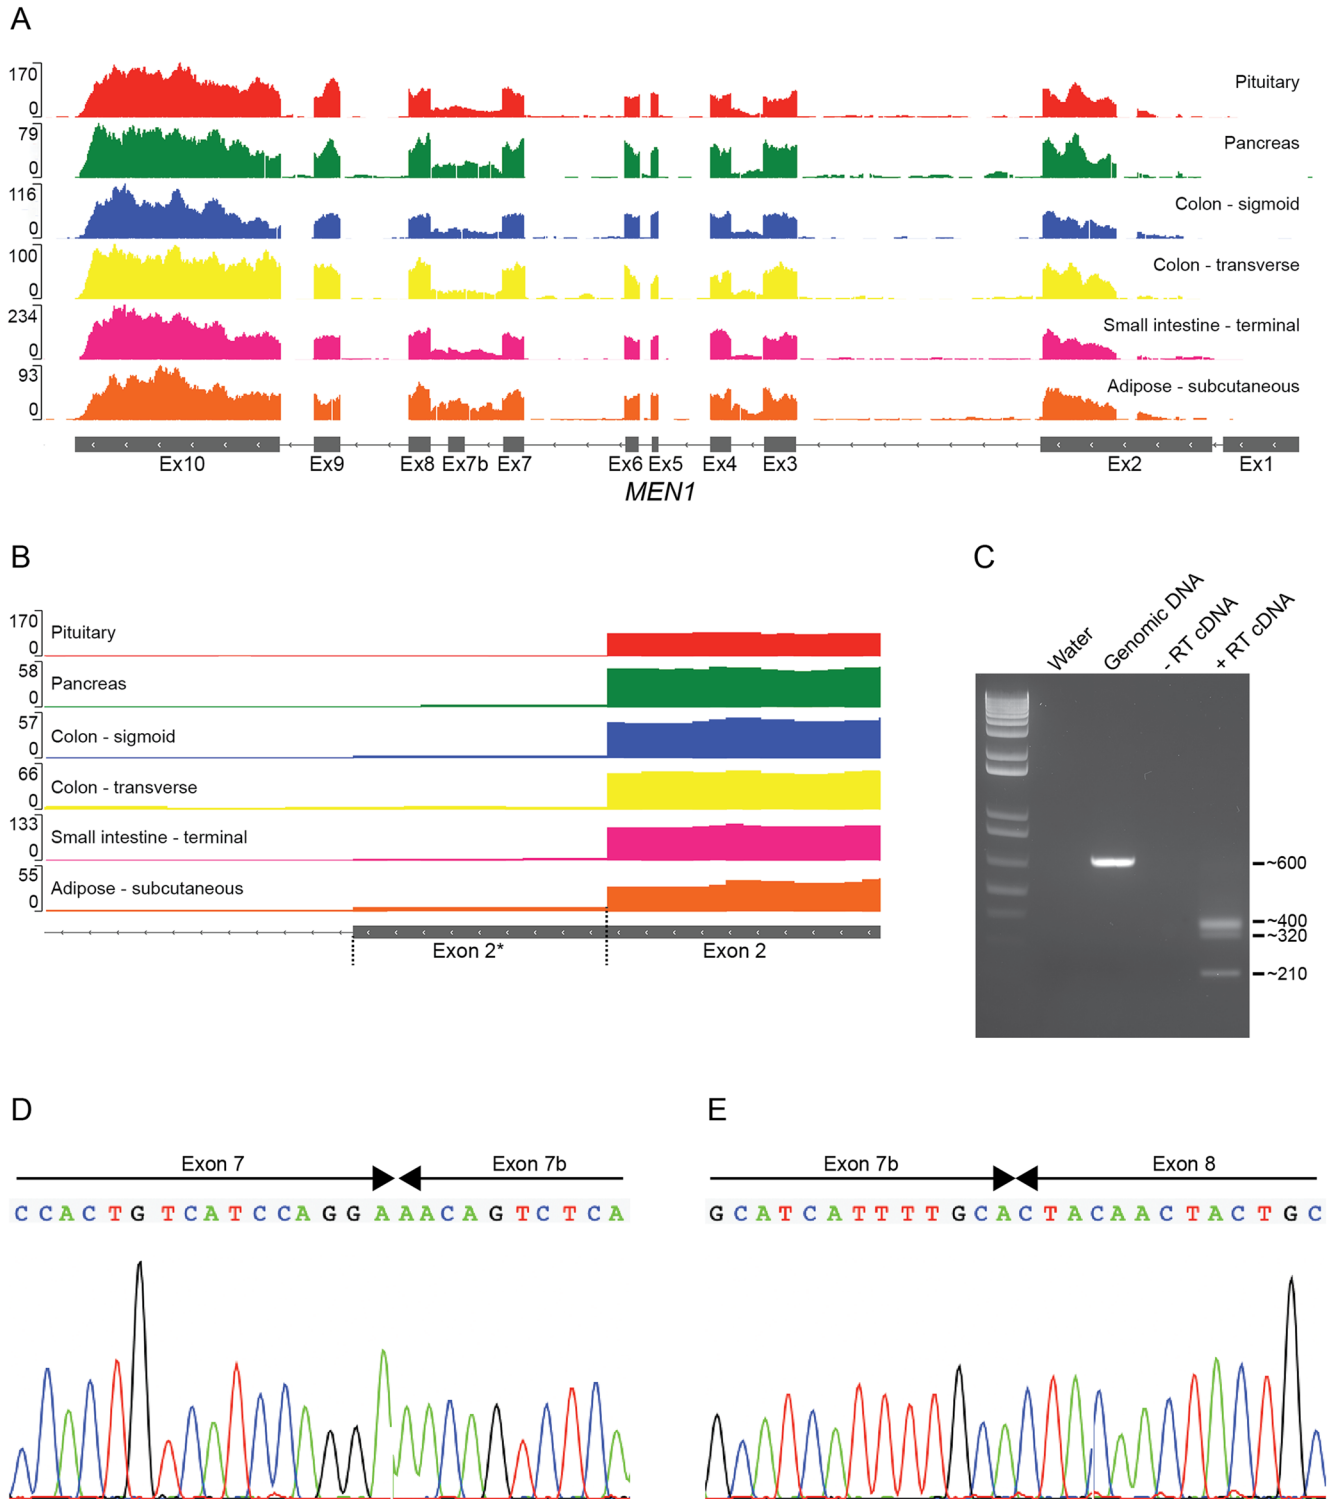 A
170
0
Pituitary
79
0
Pancreas
116
0
Colon - sigmoid
100
0
Colon - transverse
234
0
Small intestine - terminal
93
0
Adipose - subcutaneous
Ex10 Ex9 Ex8 Ex7b Ex7 Ex6 Ex5 Ex4 Ex3 Ex2 Ex1
MEN1
B
170
0
Pituitary
58
0
Pancreas
57
0
Colon - sigmoid
66
0
Colon - transverse
133
0
Small intestine - terminal
55
0
Adipose - subcutaneous
Exon 2* Exon 2
C
Water
Genomic DNA
- RT cDNA
+ RT cDNA
~600
~400
~320
~210
D
Exon 7 Exon 7b
C C A C T G T C A T C C A G G A A A C A G T C T C A
E
Exon 7b Exon 8
G C A T C A T T T T G C A C T A C A A C T A C T G C